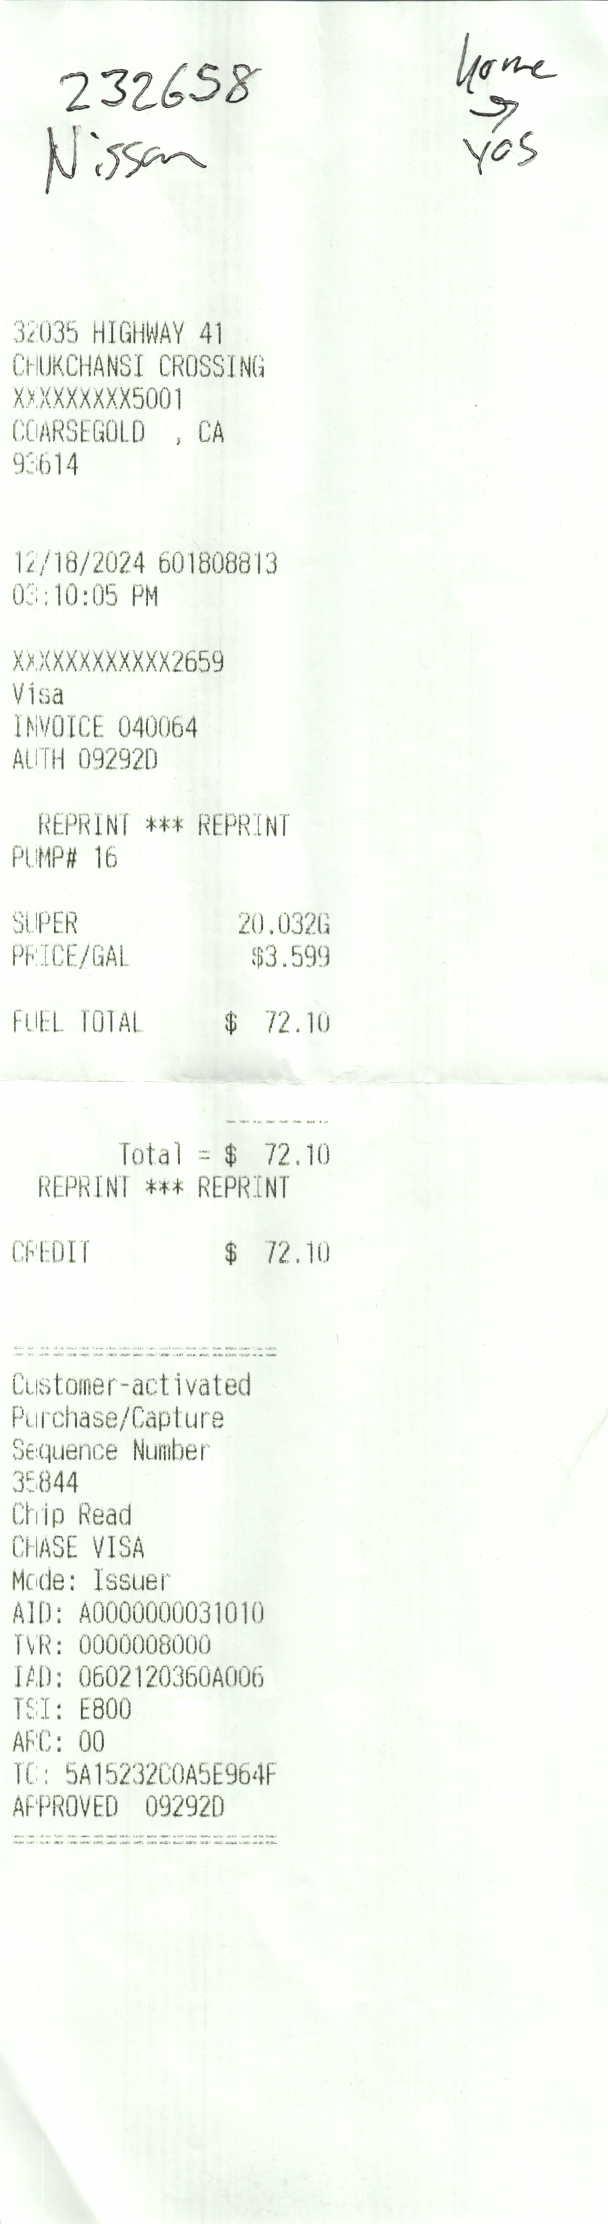 232658
Nissan
home
→
YOS
32035 HIGHWAY 41
CHUKCHANSI CROSSING
XXXXXXXXX5001
COARSEGOLD , CA
93614
12/18/2024 601808813
03:10:05 PM
XXXXXXXXXXXX2659
Visa
INVOICE 040064
AUTH 09292D
REPRINT *** REPRINT
PUMP# 16
SUPER 20.032G
PRICE/GAL $3.599
FUEL TOTAL $ 72.10
Total = $ 72.10
REPRINT *** REPRINT
CREDIT $ 72.10
Customer-activated
Purchase/Capture
Sequence Number
35844
Chip Read
CHASE VISA
Mode: Issuer
AID: A0000000031010
TVR: 0000008000
IAD: 0602120360A006
TSI: E800
ARC: 00
TC: 5A15232C0A5E964F
APPROVED 09292D